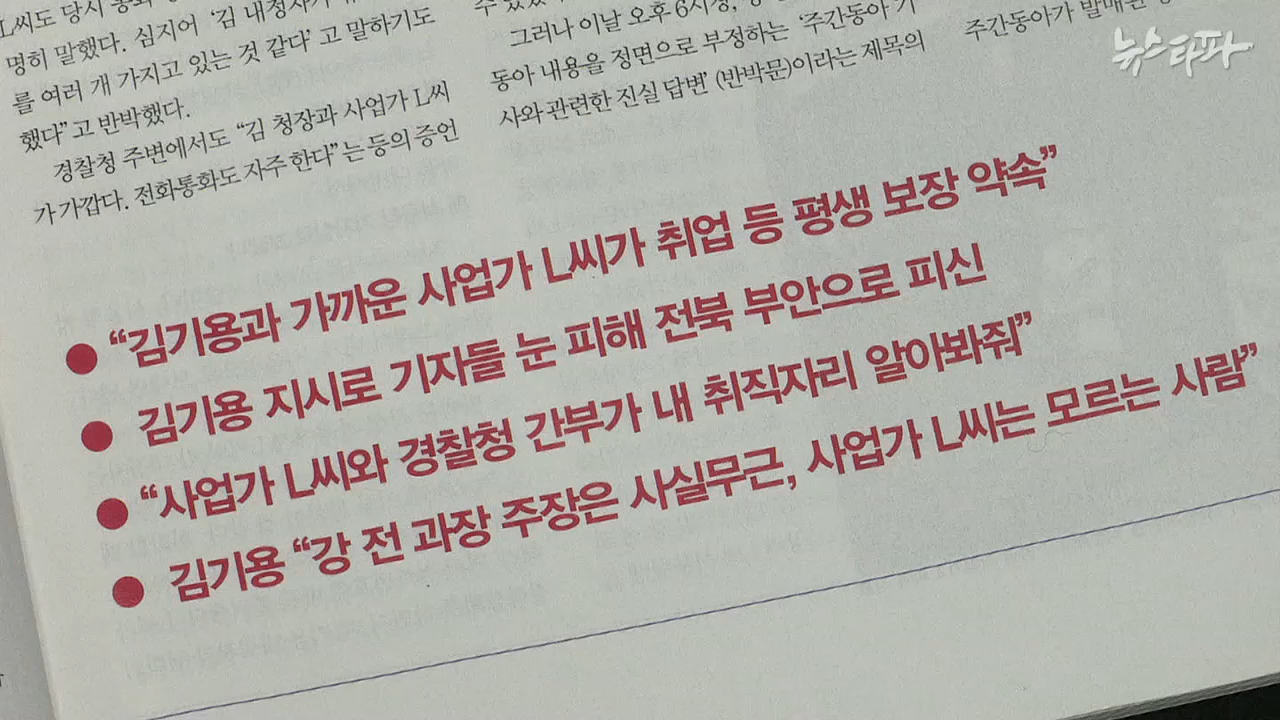 명히 말했다. 심지어 '김 내정자가
를 여러 개 가지고 있는 것 같다'고 말하기도
했다"고 반박했다.
경찰청 주변에서도 "김 청장과 사업가 L씨
가 가깝다. 전화통화도 자주 한다"는 등의 증언
그러나 이날 오후 6시경,
동아 내용을 정면으로 부정하는 '주간동아 기
사와 관련한 진실 답변'(반박문)이라는 제목의
주간동아가 발매된
뉴스타파
● "김기용과 가까운 사업가 L씨가 취업 등 평생 보장 약속"
● 김기용 지시로 기자들 눈 피해 전북 부안으로 피신
● "사업가 L씨와 경찰청 간부가 내 취직자리 알아봐줘"
● 김기용 "강 전 과장 주장은 사실무근, 사업가 L씨는 모르는 사람"